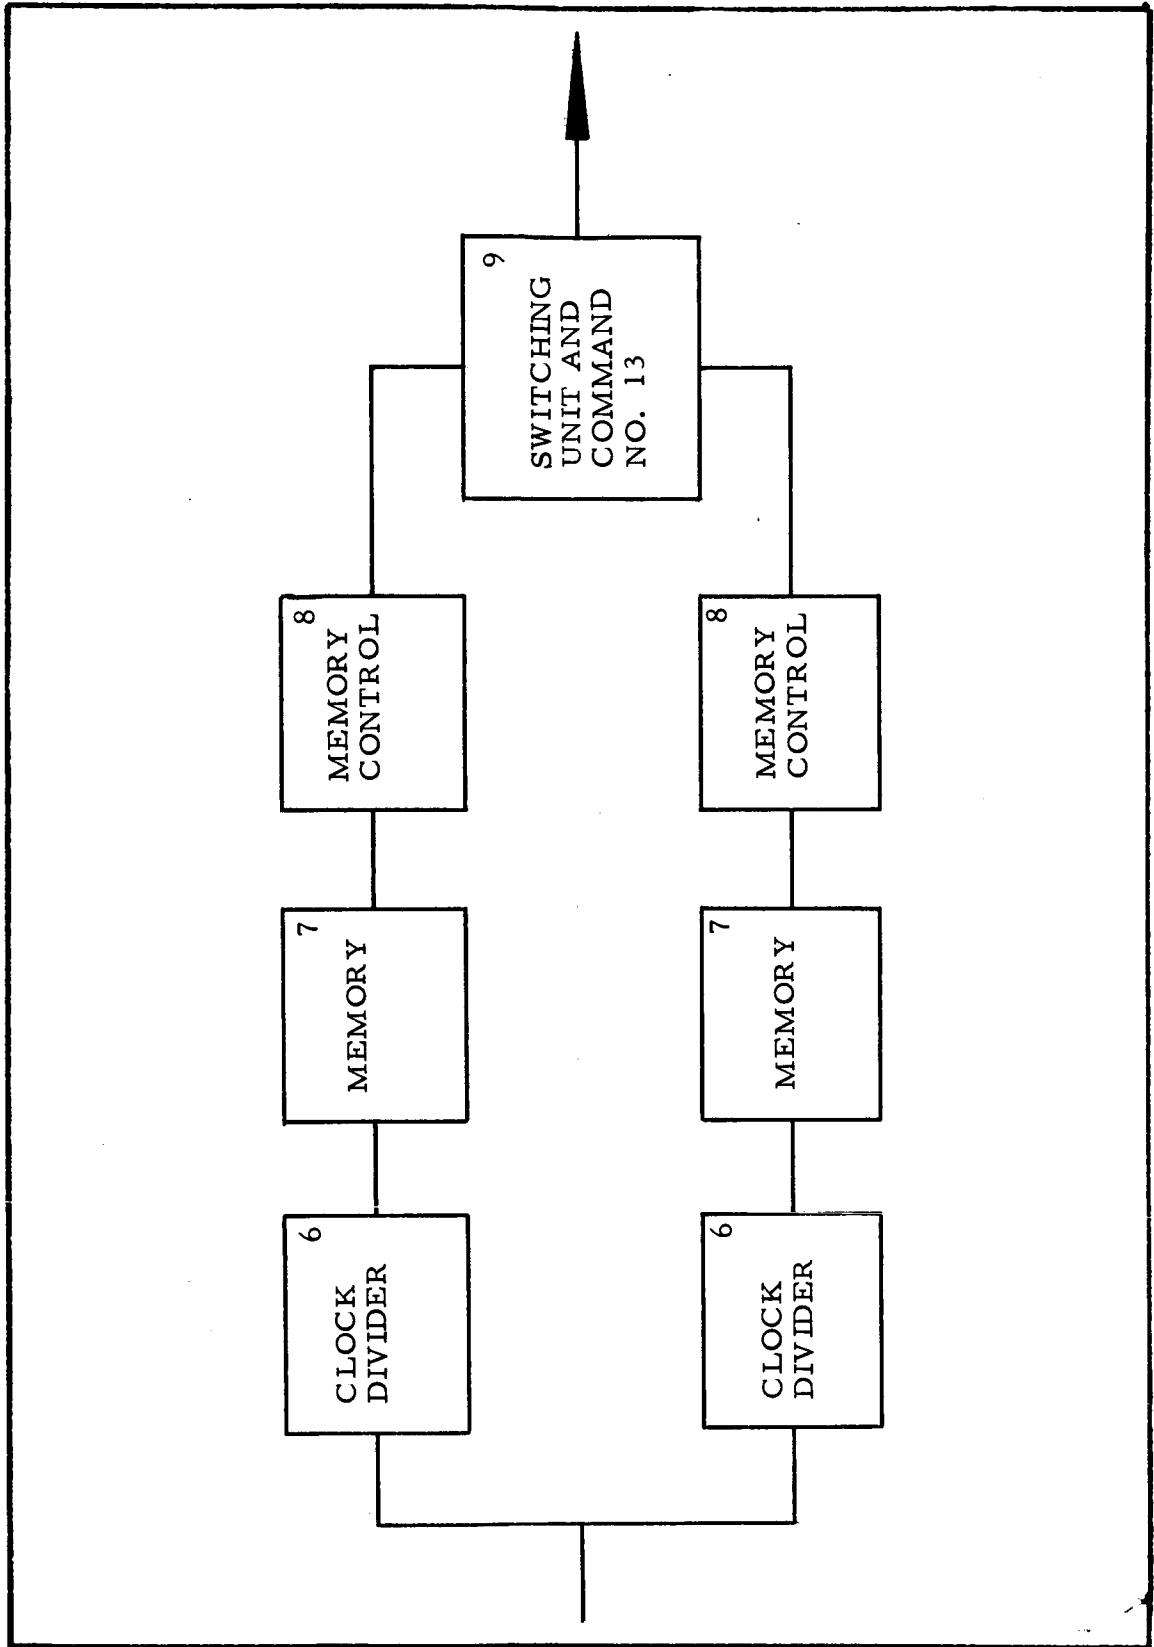 6
CLOCK
DIVIDER
7
MEMORY
8
MEMORY
CONTROL
9
SWITCHING
UNIT AND
COMMAND
NO. 13
6
CLOCK
DIVIDER
7
MEMORY
8
MEMORY
CONTROL